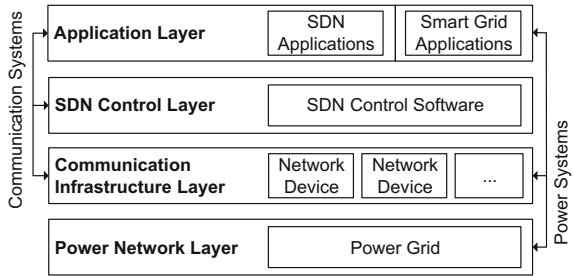 Communication Systems
Application Layer
SDN
Applications
Smart Grid
Applications
SDN Control Layer
SDN Control Software
Communication
Infrastructure Layer
Network
Device
Network
Device
...
Power Network Layer
Power Grid
Power Systems